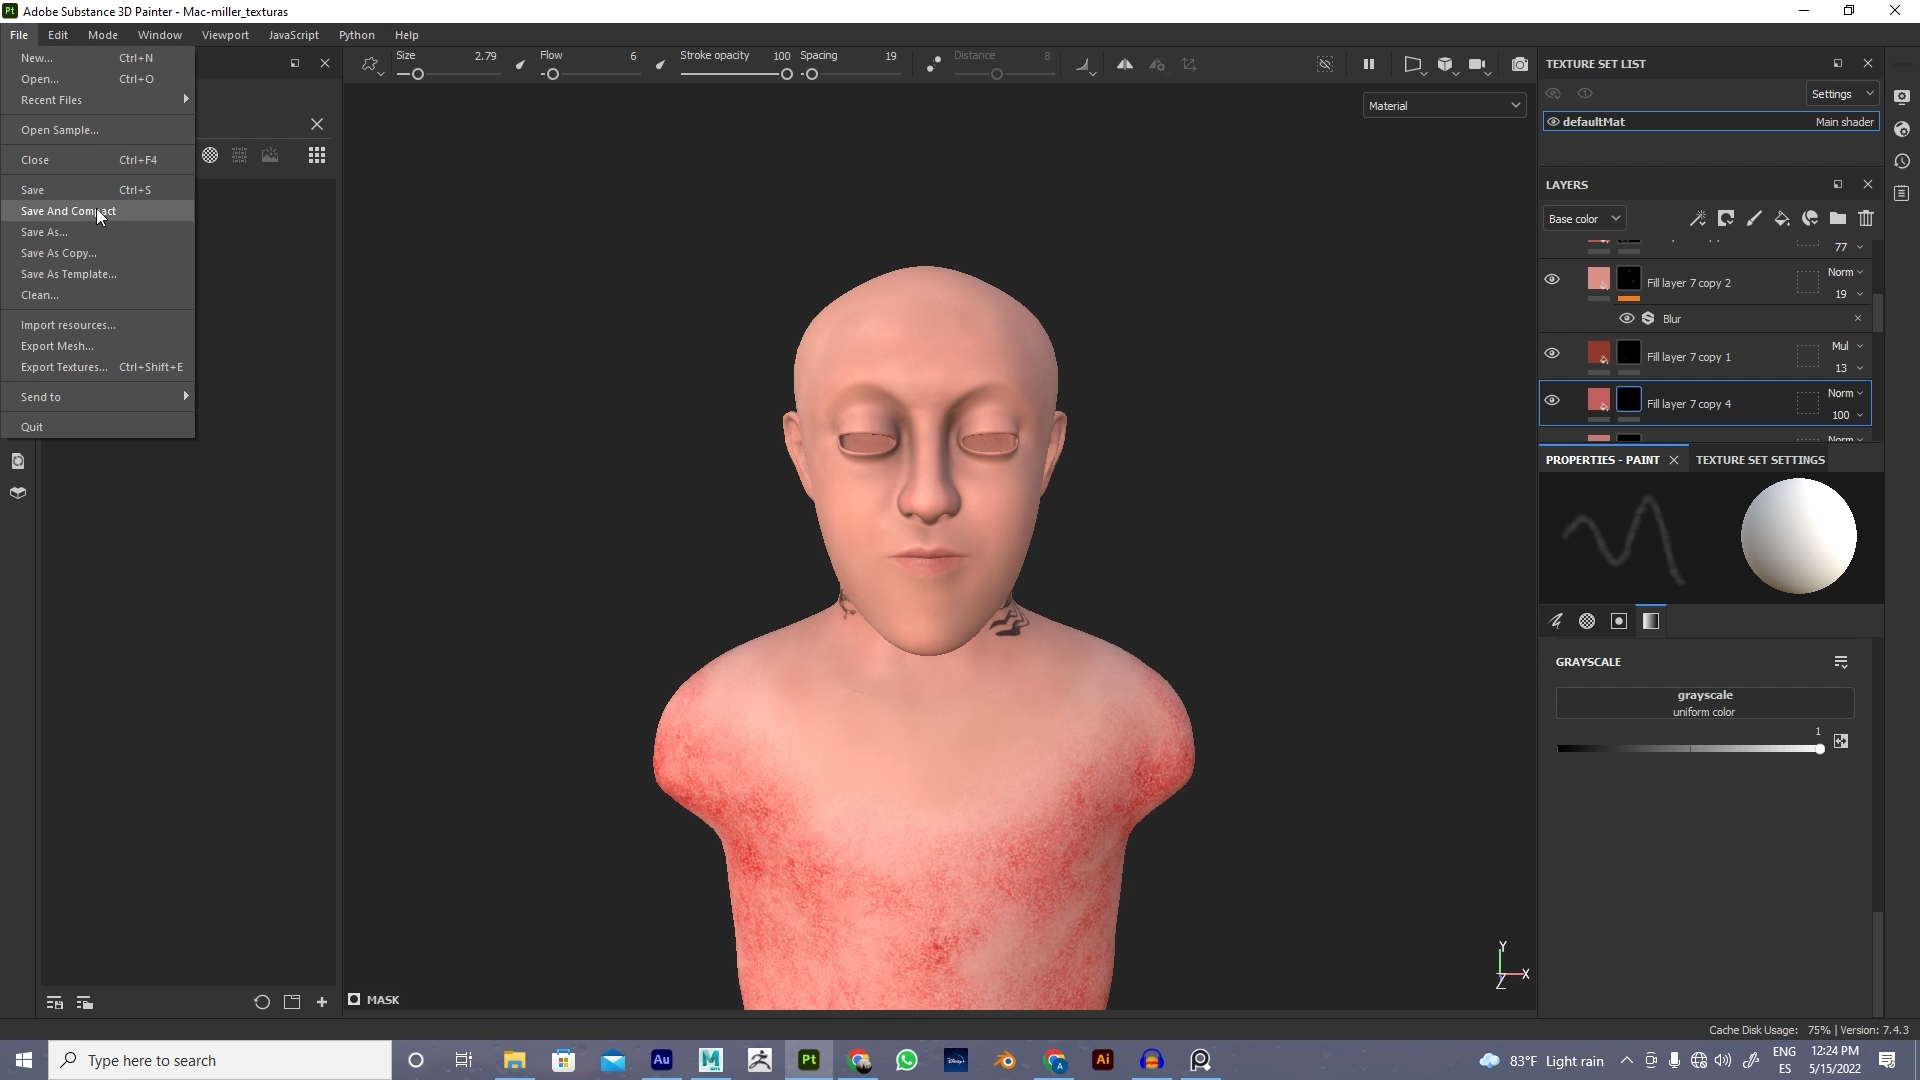 Adobe Substance 3D Painter - Mac-miller_texturas
File Edit Mode Window Viewport JavaScript Python Help
New... Ctrl+N
Open... Ctrl+O
Recent Files
Open Sample...
Close Ctrl+F4
Save Ctrl+S
Save And Compact
Save As...
Save As Copy...
Save As Template...
Clean...
Import resources...
Export Mesh...
Export Textures... Ctrl+Shift+E
Send to
Quit
Size 2.79 Flow 6 Stroke opacity 100 Spacing 19 Distance 8
Material
MASK
Y
X
Z
TEXTURE SET LIST
Settings
defaultMat Main shader
LAYERS
Base color
77
Fill layer 7 copy 2 Norm
19
Blur
Fill layer 7 copy 1 Mul
13
Fill layer 7 copy 4 Norm
100
Norm
PROPERTIES - PAINT TEXTURE SET SETTINGS
GRAYSCALE
grayscale
uniform color
1
Cache Disk Usage: 75% | Version: 7.4.3
Type here to search
Au
Pt
Disney+
A
Ai
83°F Light rain
ENG
ES
12:24 PM
5/15/2022